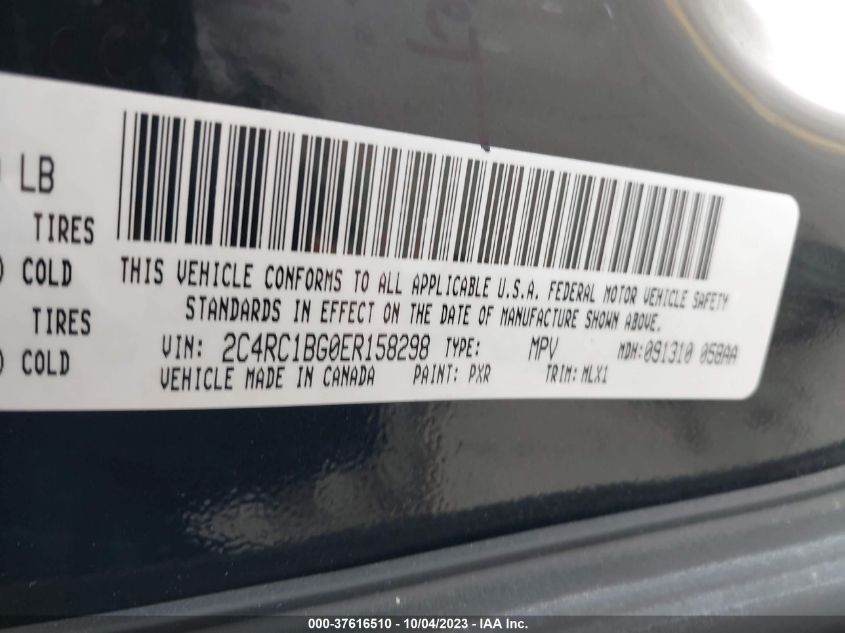 LB
TIRES
COLD
TIRES
COLD
THIS VEHICLE CONFORMS TO ALL APPLICABLE U.S.A. FEDERAL MOTOR VEHICLE SAFETY
STANDARDS IN EFFECT ON THE DATE OF MANUFACTURE SHOWN ABOVE.
VIN: 2C4RC1BG0ER158298 TYPE: MPV MDH: 091310 058AA
VEHICLE MADE IN CANADA PAINT: PXR TRIM: MLX1
000-37616510 - 10/04/2023 - IAA Inc.